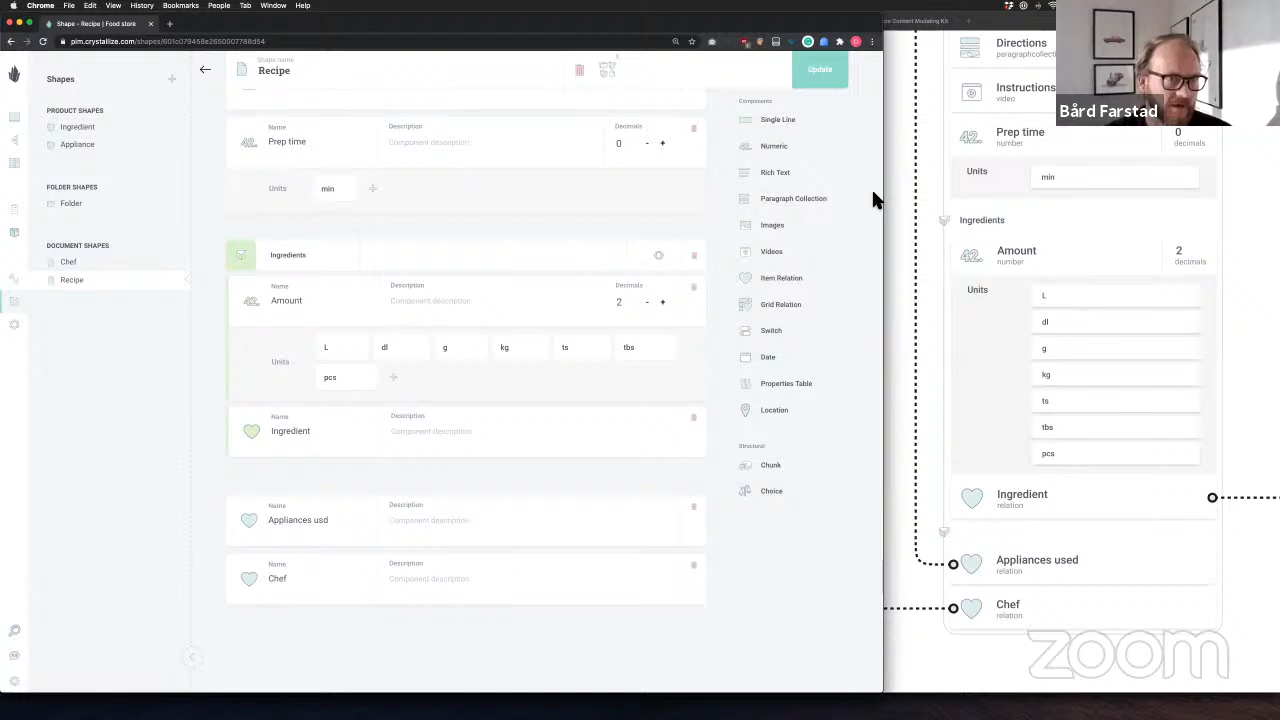 Chrome File Edit View History Bookmarks People Tab Window Help
Shape - Recipe | Food store
ce Content Modeling Kit
pim.crystallize.com/shapes/601c079458e2650007788d54
Shapes
PRODUCT SHAPES
Ingredient
Appliance
FOLDER SHAPES
Folder
DOCUMENT SHAPES
Chef
Recipe
Shape name
Recipe
Update
Name
Prep time
Description
Component description
Decimals
0 - +
Units
min
Ingredients
Name
Amount
Description
Component description
Decimals
2 - +
Units
L dl g kg ts tbs
pcs
Name
Ingredient
Description
Component description
Name
Appliances usd
Description
Component description
Name
Chef
Description
Component description
Components
Single Line
Numeric
Rich Text
Paragraph Collection
Images
Videos
Item Relation
Grid Relation
Switch
Date
Properties Table
Location
Structural
Chunk
Choice
Directions
paragraphcollecti
Instructions
video
Prep time
number
0
decimals
Units
min
Ingredients
Amount
number
2
decimals
Units
L
dl
g
kg
ts
tbs
pcs
Ingredient
relation
Appliances used
relation
Chef
relation
Bård Farstad
zoom